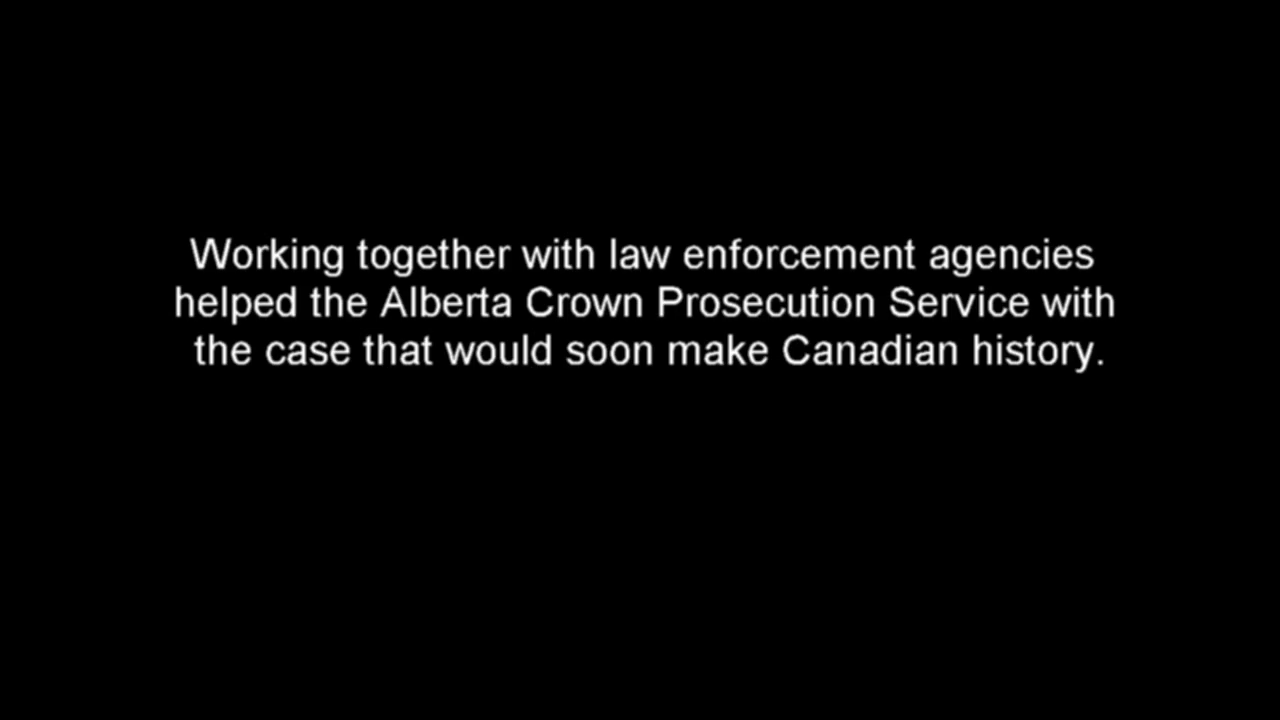 Working together with law enforcement agencies
helped the Alberta Crown Prosecution Service with
the case that would soon make Canadian history.